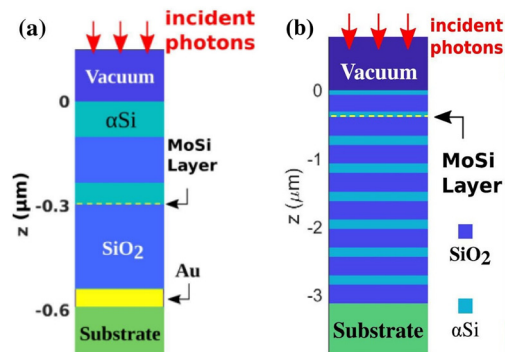 (a)
incident
photons
Vacuum
0
αSi
MoSi
Layer
-0.3
z (μm)
SiO2
Au
-0.6
Substrate
(b)
incident
photons
Vacuum
0
-1
MoSi
Layer
z (μm)
-2
SiO2
-3
Substrate
αSi